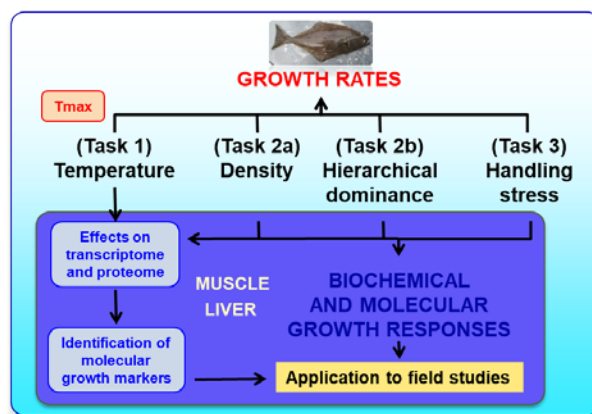 GROWTH RATES
Tmax
(Task 1)
Temperature
(Task 2a)
Density
(Task 2b)
Hierarchical
dominance
(Task 3)
Handling
stress
Effects on
transcriptome
and proteome
MUSCLE
LIVER
BIOCHEMICAL
AND MOLECULAR
GROWTH RESPONSES
Identification of
molecular
growth markers
Application to field studies